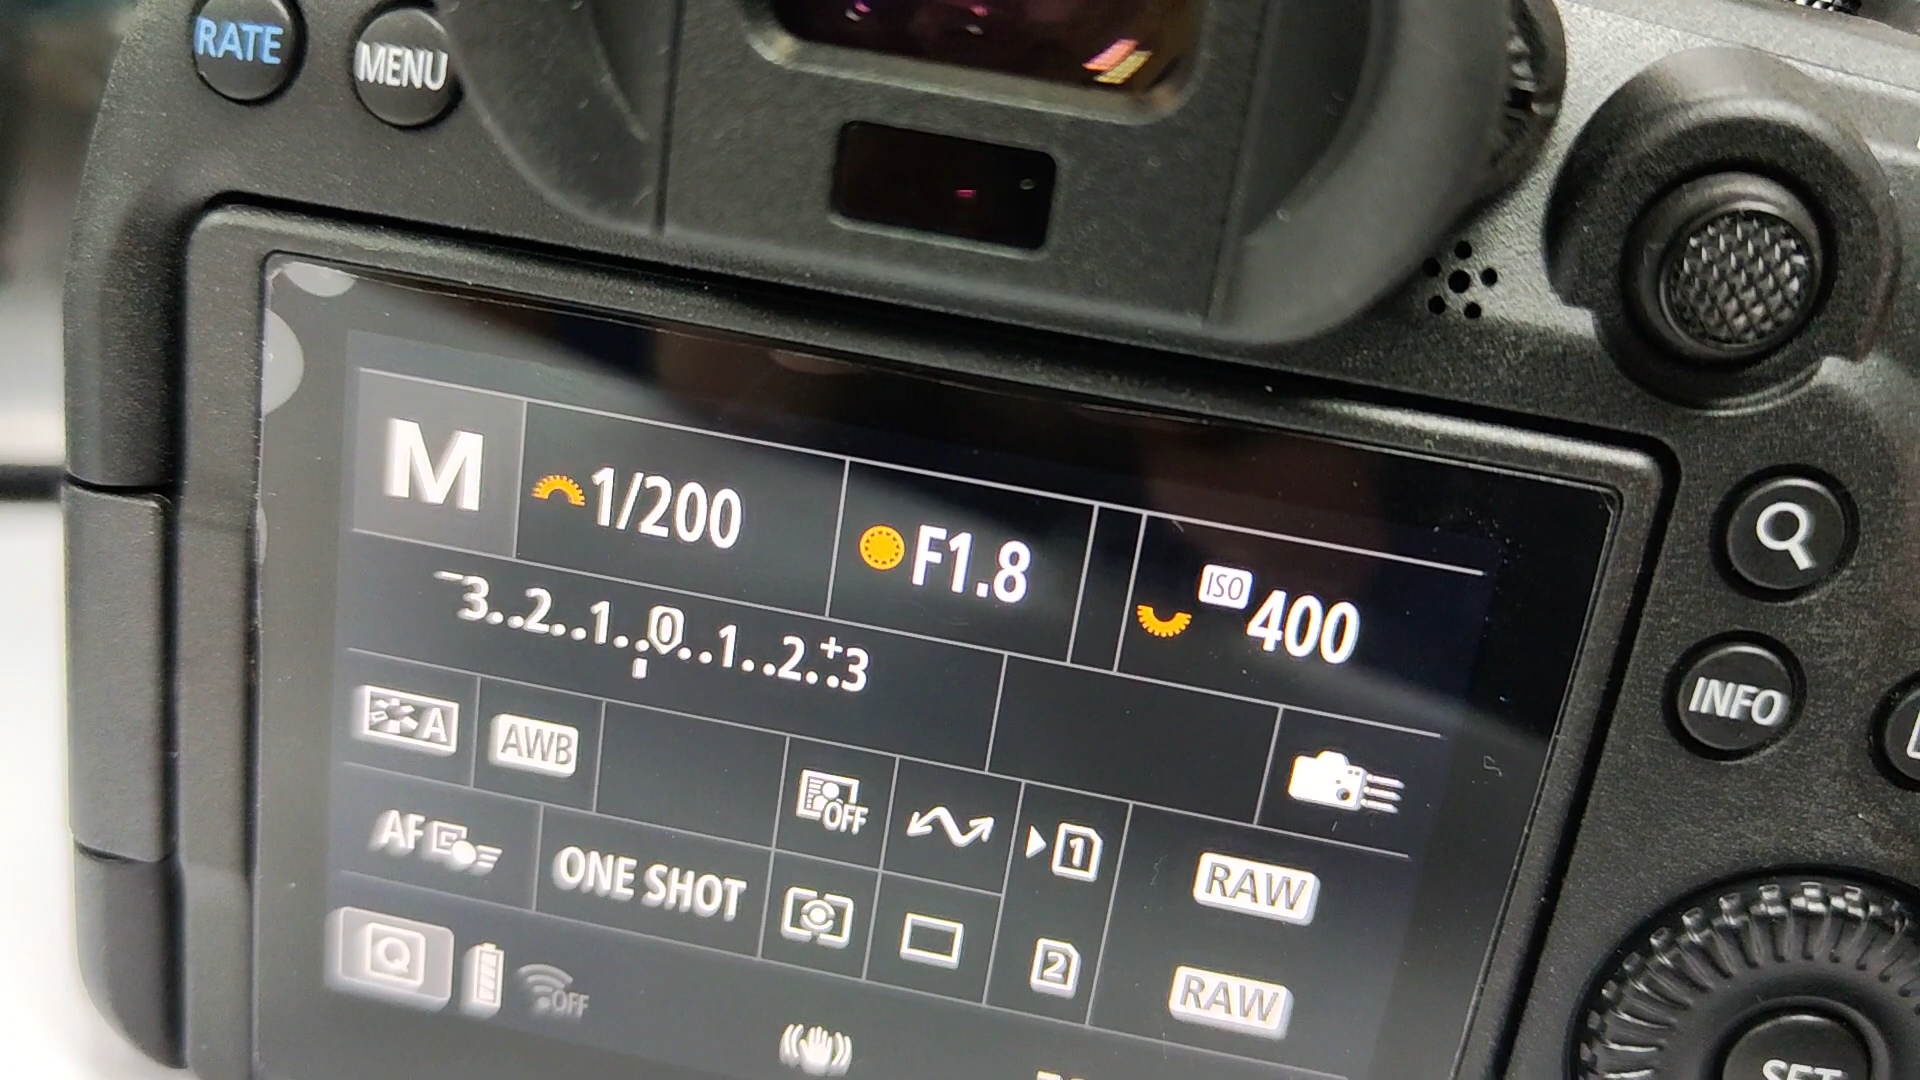 RATE
MENU
M
1/200
F1.8
ISO 400
-3..2..1..0..1..2..+3
A
AWB
OFF
1
RAW
AF
ONE SHOT
2
RAW
Q
OFF
INFO
SET